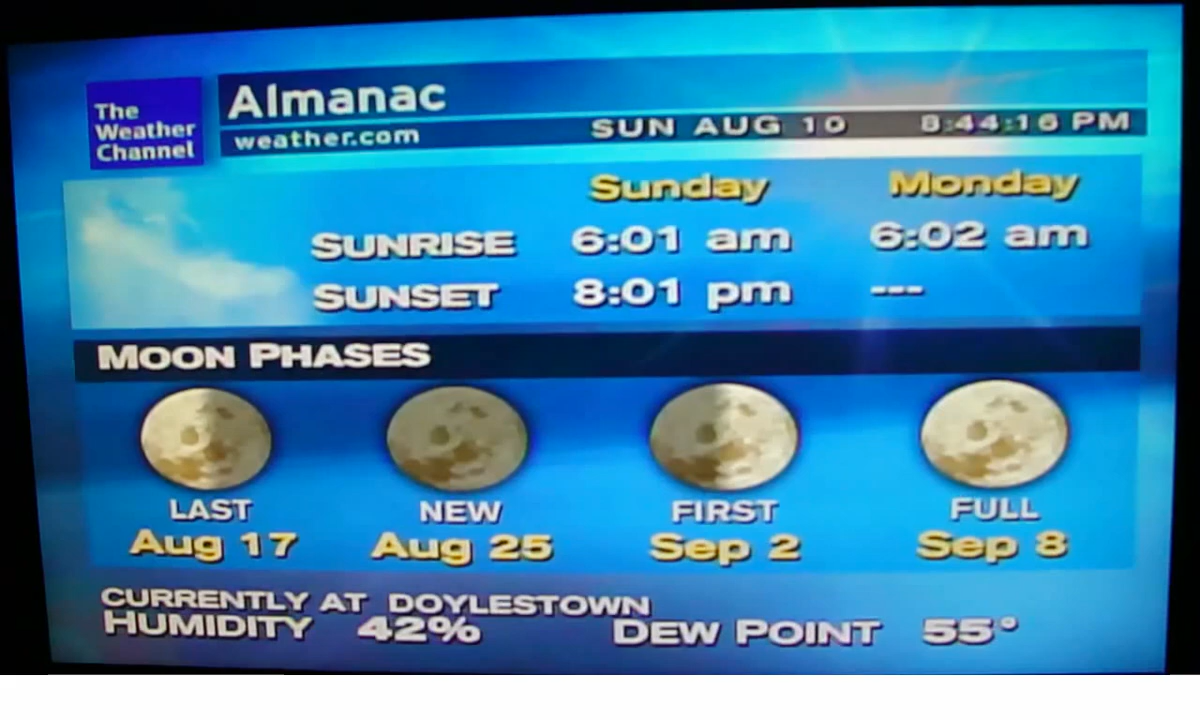 The
Weather
Channel
Almanac
weather.com SUN AUG 10 8:44:16 PM
Sunday Monday
SUNRISE 6:01 am 6:02 am
SUNSET 8:01 pm ---
MOON PHASES
LAST NEW FIRST FULL
Aug 17 Aug 25 Sep 2 Sep 8
CURRENTLY AT DOYLESTOWN
HUMIDITY 42% DEW POINT 55°